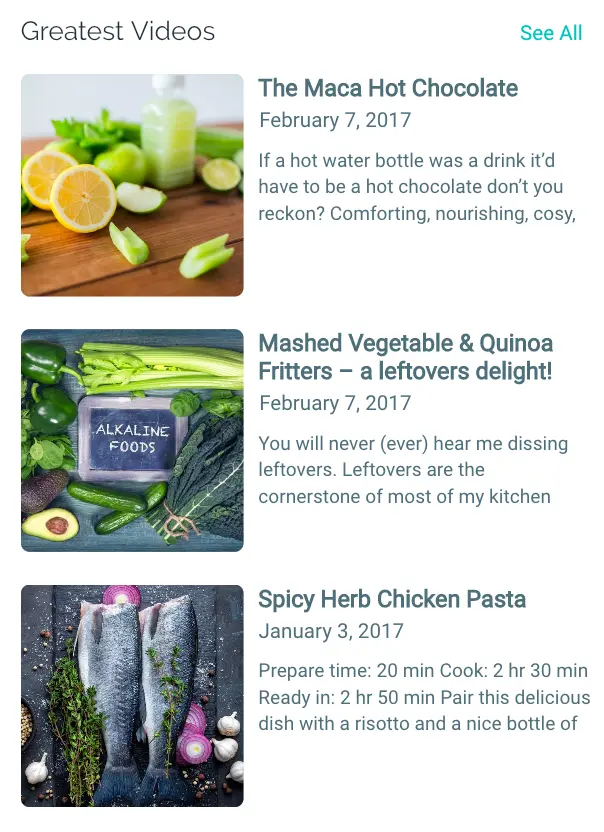 Greatest Videos
See All
The Maca Hot Chocolate
February 7, 2017
If a hot water bottle was a drink it’d
have to be a hot chocolate don’t you
reckon? Comforting, nourishing, cosy,
ALKALINE
FOODS
Mashed Vegetable & Quinoa
Fritters – a leftovers delight!
February 7, 2017
You will never (ever) hear me dissing
leftovers. Leftovers are the
cornerstone of most of my kitchen
Spicy Herb Chicken Pasta
January 3, 2017
Prepare time: 20 min Cook: 2 hr 30 min
Ready in: 2 hr 50 min Pair this delicious
dish with a risotto and a nice bottle of